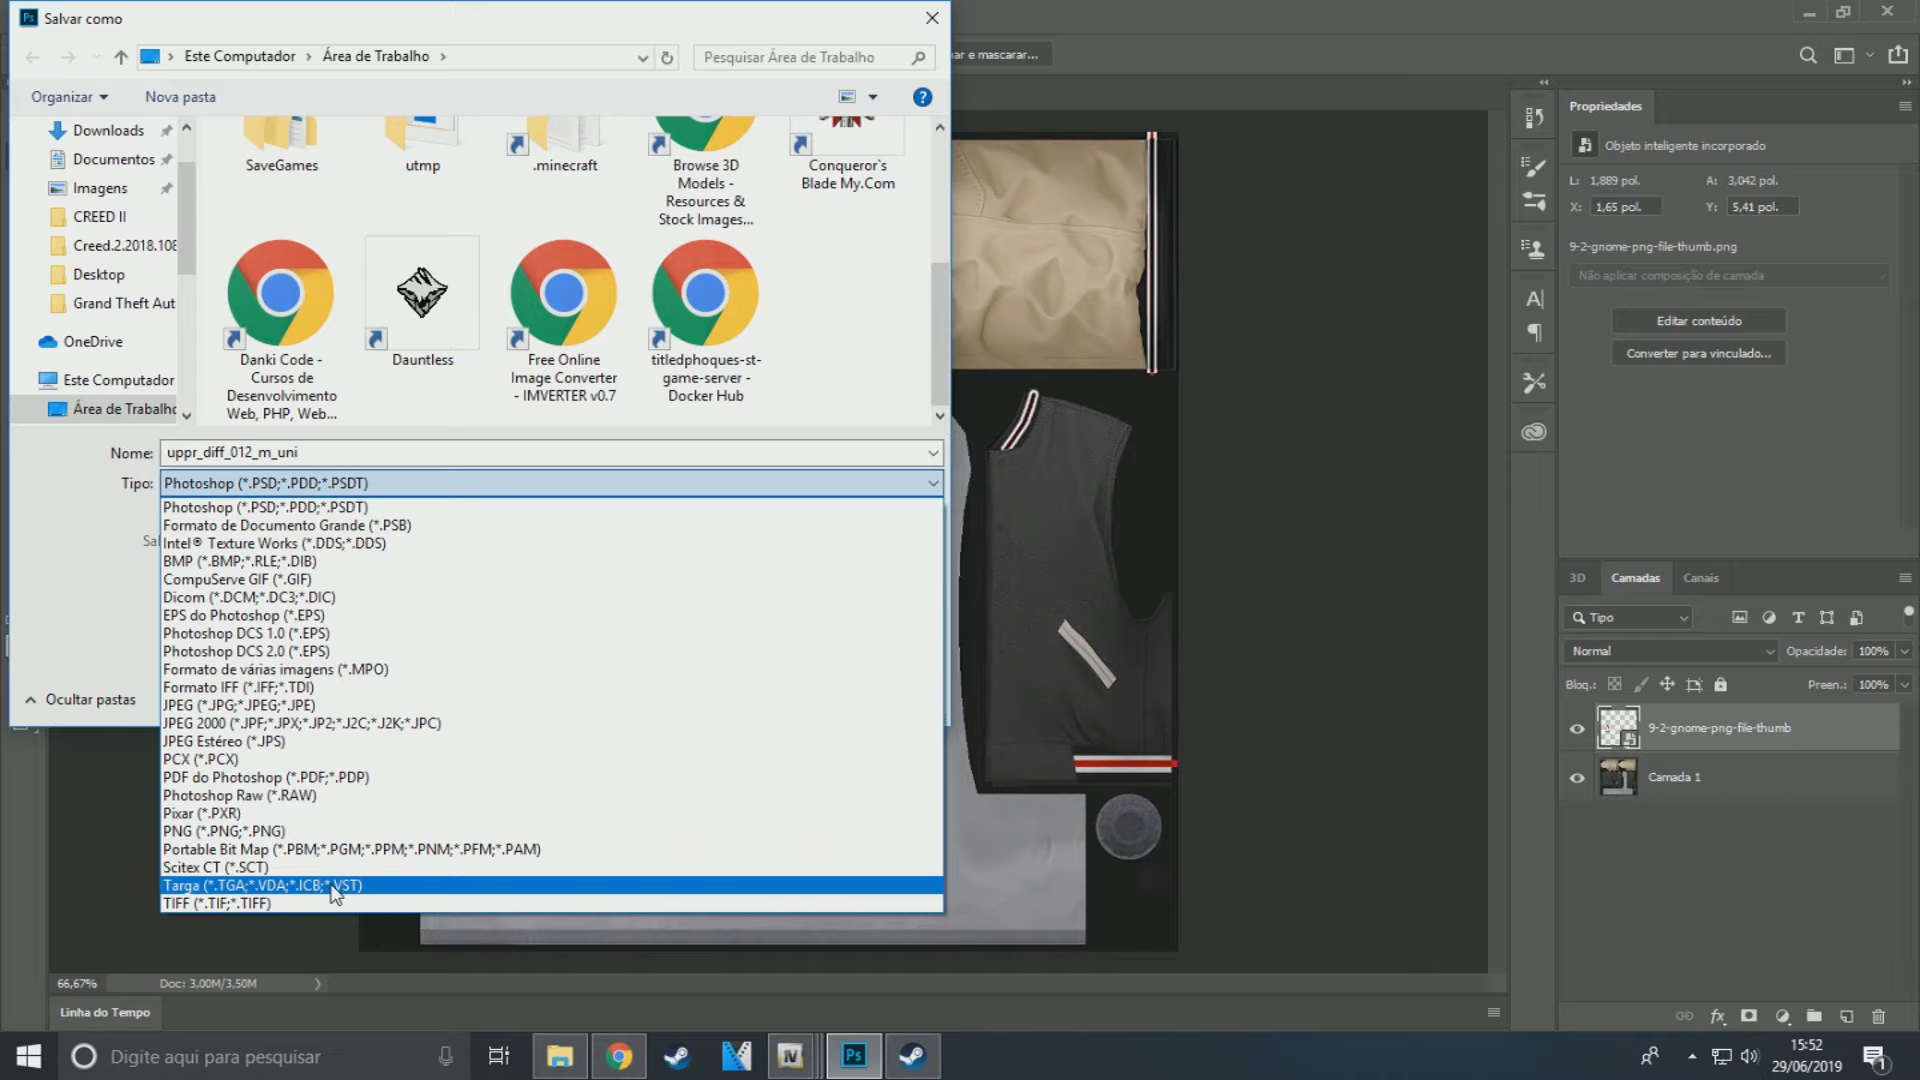 Salvar como
Este Computador
Área de Trabalho
Pesquisar Área de Trabalho
ar e mascarar...
Organizar
Nova pasta
Downloads
Documentos
Imagens
CREED II
Creed.2.2018.108
Desktop
Grand Theft Aut
OneDrive
Este Computador
Área de Trabalho
SaveGames
utmp
.minecraft
Browse 3D
Models -
Resources &
Stock Images...
Conqueror`s
Blade My.Com
Danki Code -
Cursos de
Desenvolvimento
Web, PHP, Web...
Dauntless
Free Online
Image Converter
- IMVERTER v0.7
titledphoques-st-
game-server -
Docker Hub
Nome: uppr_diff_012_m_uni
Tipo: Photoshop (*.PSD;*.PDD;*.PSDT)
Photoshop (*.PSD;*.PDD;*.PSDT)
Formato de Documento Grande (*.PSB)
Sal
Intel® Texture Works (*.DDS;*.DDS)
BMP (*.BMP;*.RLE;*.DIB)
CompuServe GIF (*.GIF)
Dicom (*.DCM;*.DC3;*.DIC)
EPS do Photoshop (*.EPS)
Photoshop DCS 1.0 (*.EPS)
Photoshop DCS 2.0 (*.EPS)
Formato de várias imagens (*.MPO)
Formato IFF (*.IFF;*.TDI)
JPEG (*.JPG;*.JPEG;*.JPE)
JPEG 2000 (*.JPF;*.JPX;*.JP2;*.J2C;*.J2K;*.JPC)
JPEG Estéreo (*.JPS)
PCX (*.PCX)
PDF do Photoshop (*.PDF;*.PDP)
Photoshop Raw (*.RAW)
Pixar (*.PXR)
PNG (*.PNG;*.PNG)
Portable Bit Map (*.PBM;*.PGM;*.PPM;*.PNM;*.PFM;*.PAM)
Scitex CT (*.SCT)
Targa (*.TGA;*.VDA;*.ICB;*.VST)
TIFF (*.TIF;*.TIFF)
Ocultar pastas
Propriedades
Objeto inteligente incorporado
L: 1,889 pol. A: 3,042 pol.
X: 1,65 pol. Y: 5,41 pol.
9-2-gnome-png-file-thumb.png
Não aplicar composição de camada
Editar conteúdo
Converter para vinculado...
3D Camadas Canais
Tipo
Normal Opacidade: 100%
Bloq.: Preen.: 100%
9-2-gnome-png-file-thumb
Camada 1
66,67% Doc: 3,00M/3,50M
Linha do Tempo
Digite aqui para pesquisar
Ps
15:52
29/06/2019
1